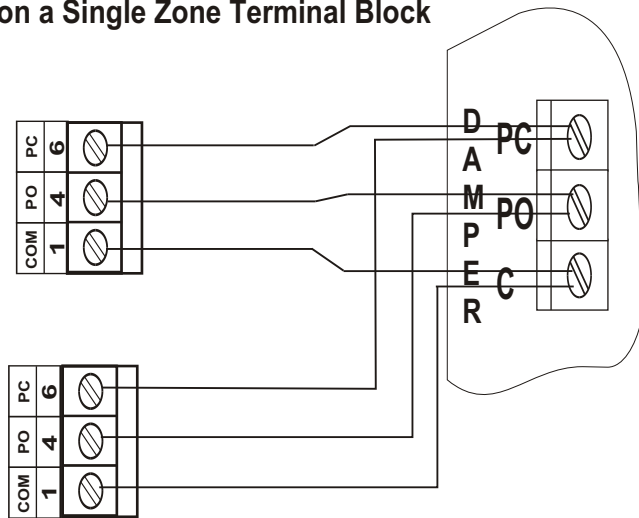 on a Single Zone Terminal Block
PC 6
PO 4
COM 1
DAMPER
PC
PO
C
PC 6
PO 4
COM 1